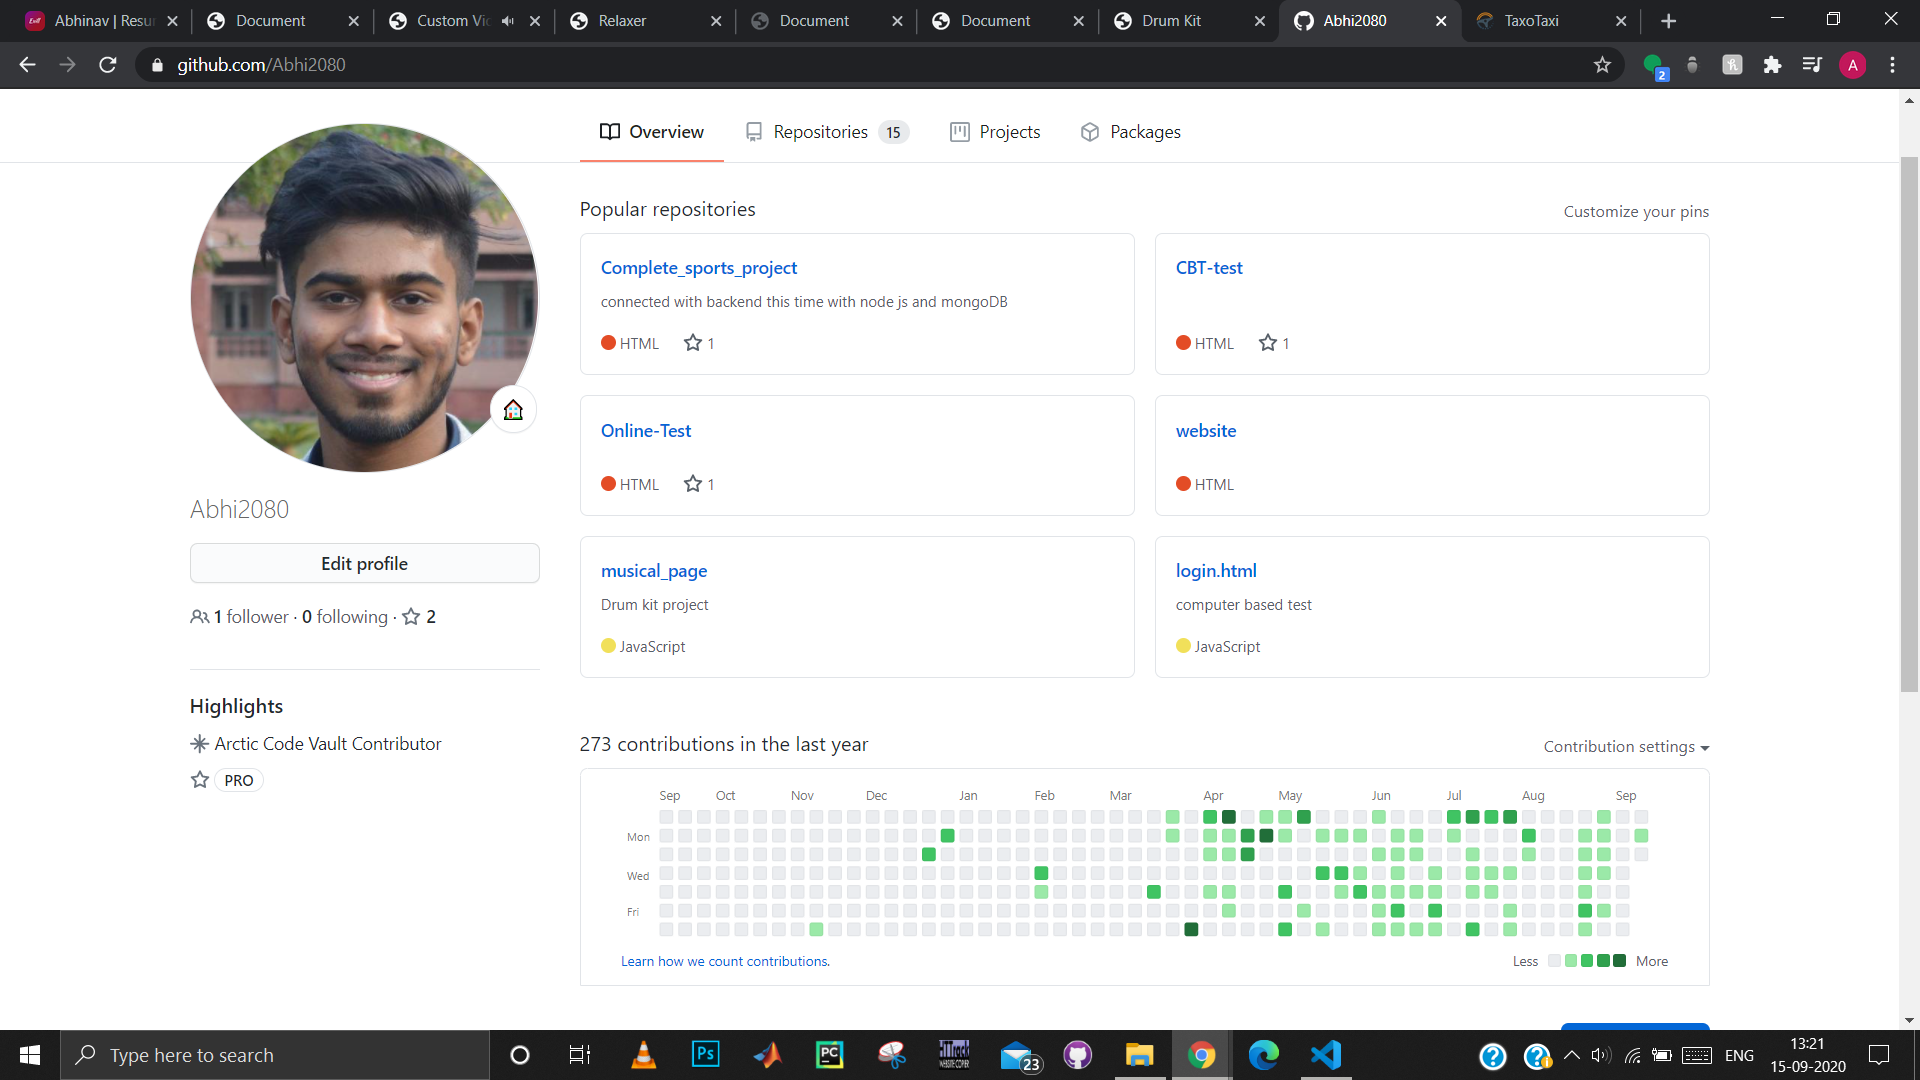 Abhinav | Resu
Document
Custom Vid
Relaxer
Document
Document
Drum Kit
Abhi2080
TaxoTaxi
github.com/Abhi2080
2
A
Overview
Repositories 15
Projects
Packages
Popular repositories
Customize your pins
Complete_sports_project
connected with backend this time with node js and mongoDB
HTML 1
CBT-test
HTML 1
Online-Test
HTML 1
website
HTML
musical_page
Drum kit project
JavaScript
login.html
computer based test
JavaScript
Abhi2080
Edit profile
1 follower · 0 following · 2
Highlights
Arctic Code Vault Contributor
PRO
273 contributions in the last year
Contribution settings
Sep Oct Nov Dec Jan Feb Mar Apr May Jun Jul Aug Sep
Mon
Wed
Fri
Learn how we count contributions.
Less More
Type here to search
Ps
PC
23
ENG
13:21
15-09-2020